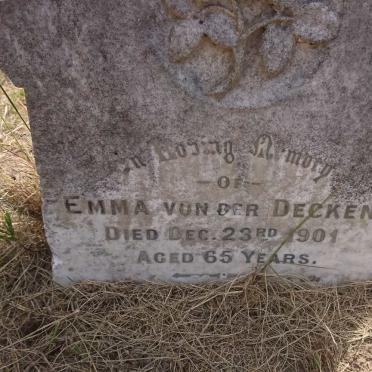 In Loving Memory
OF
EMMA VON DER DECKEN
DIED DEC. 23RD 1901
AGED 65 YEARS.